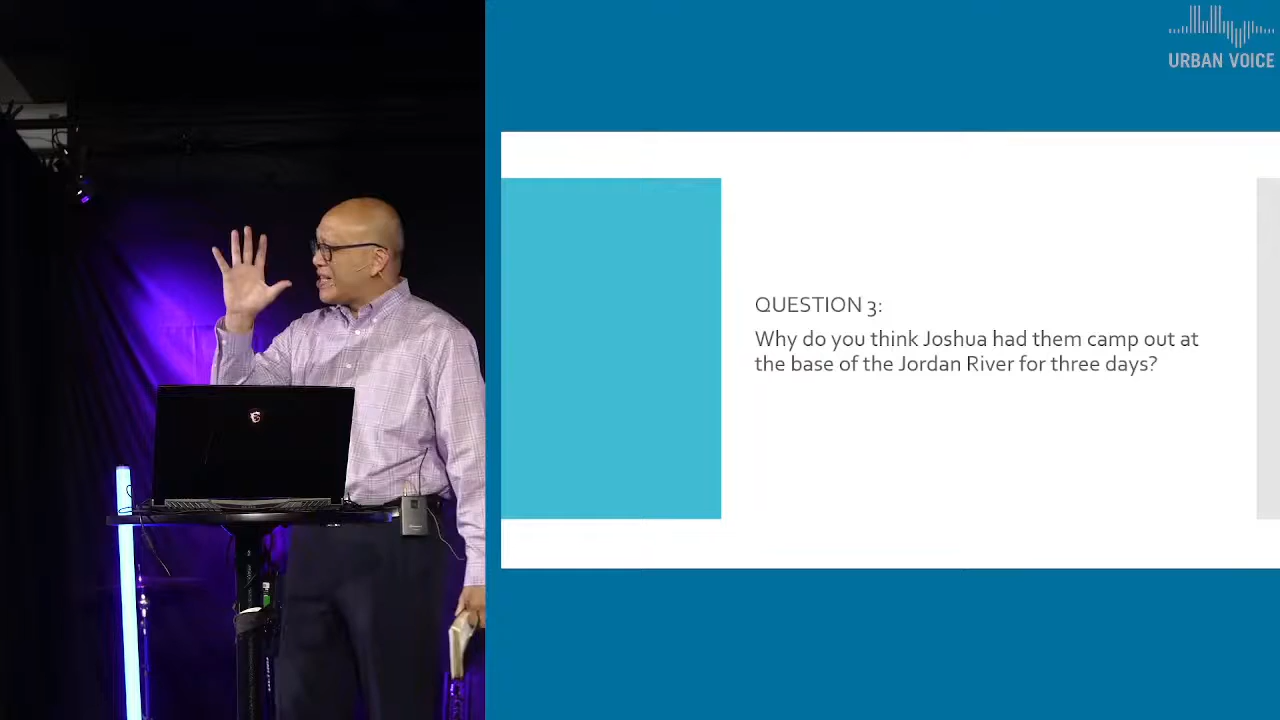 URBAN VOICE
QUESTION 3:
Why do you think Joshua had them camp out at
the base of the Jordan River for three days?